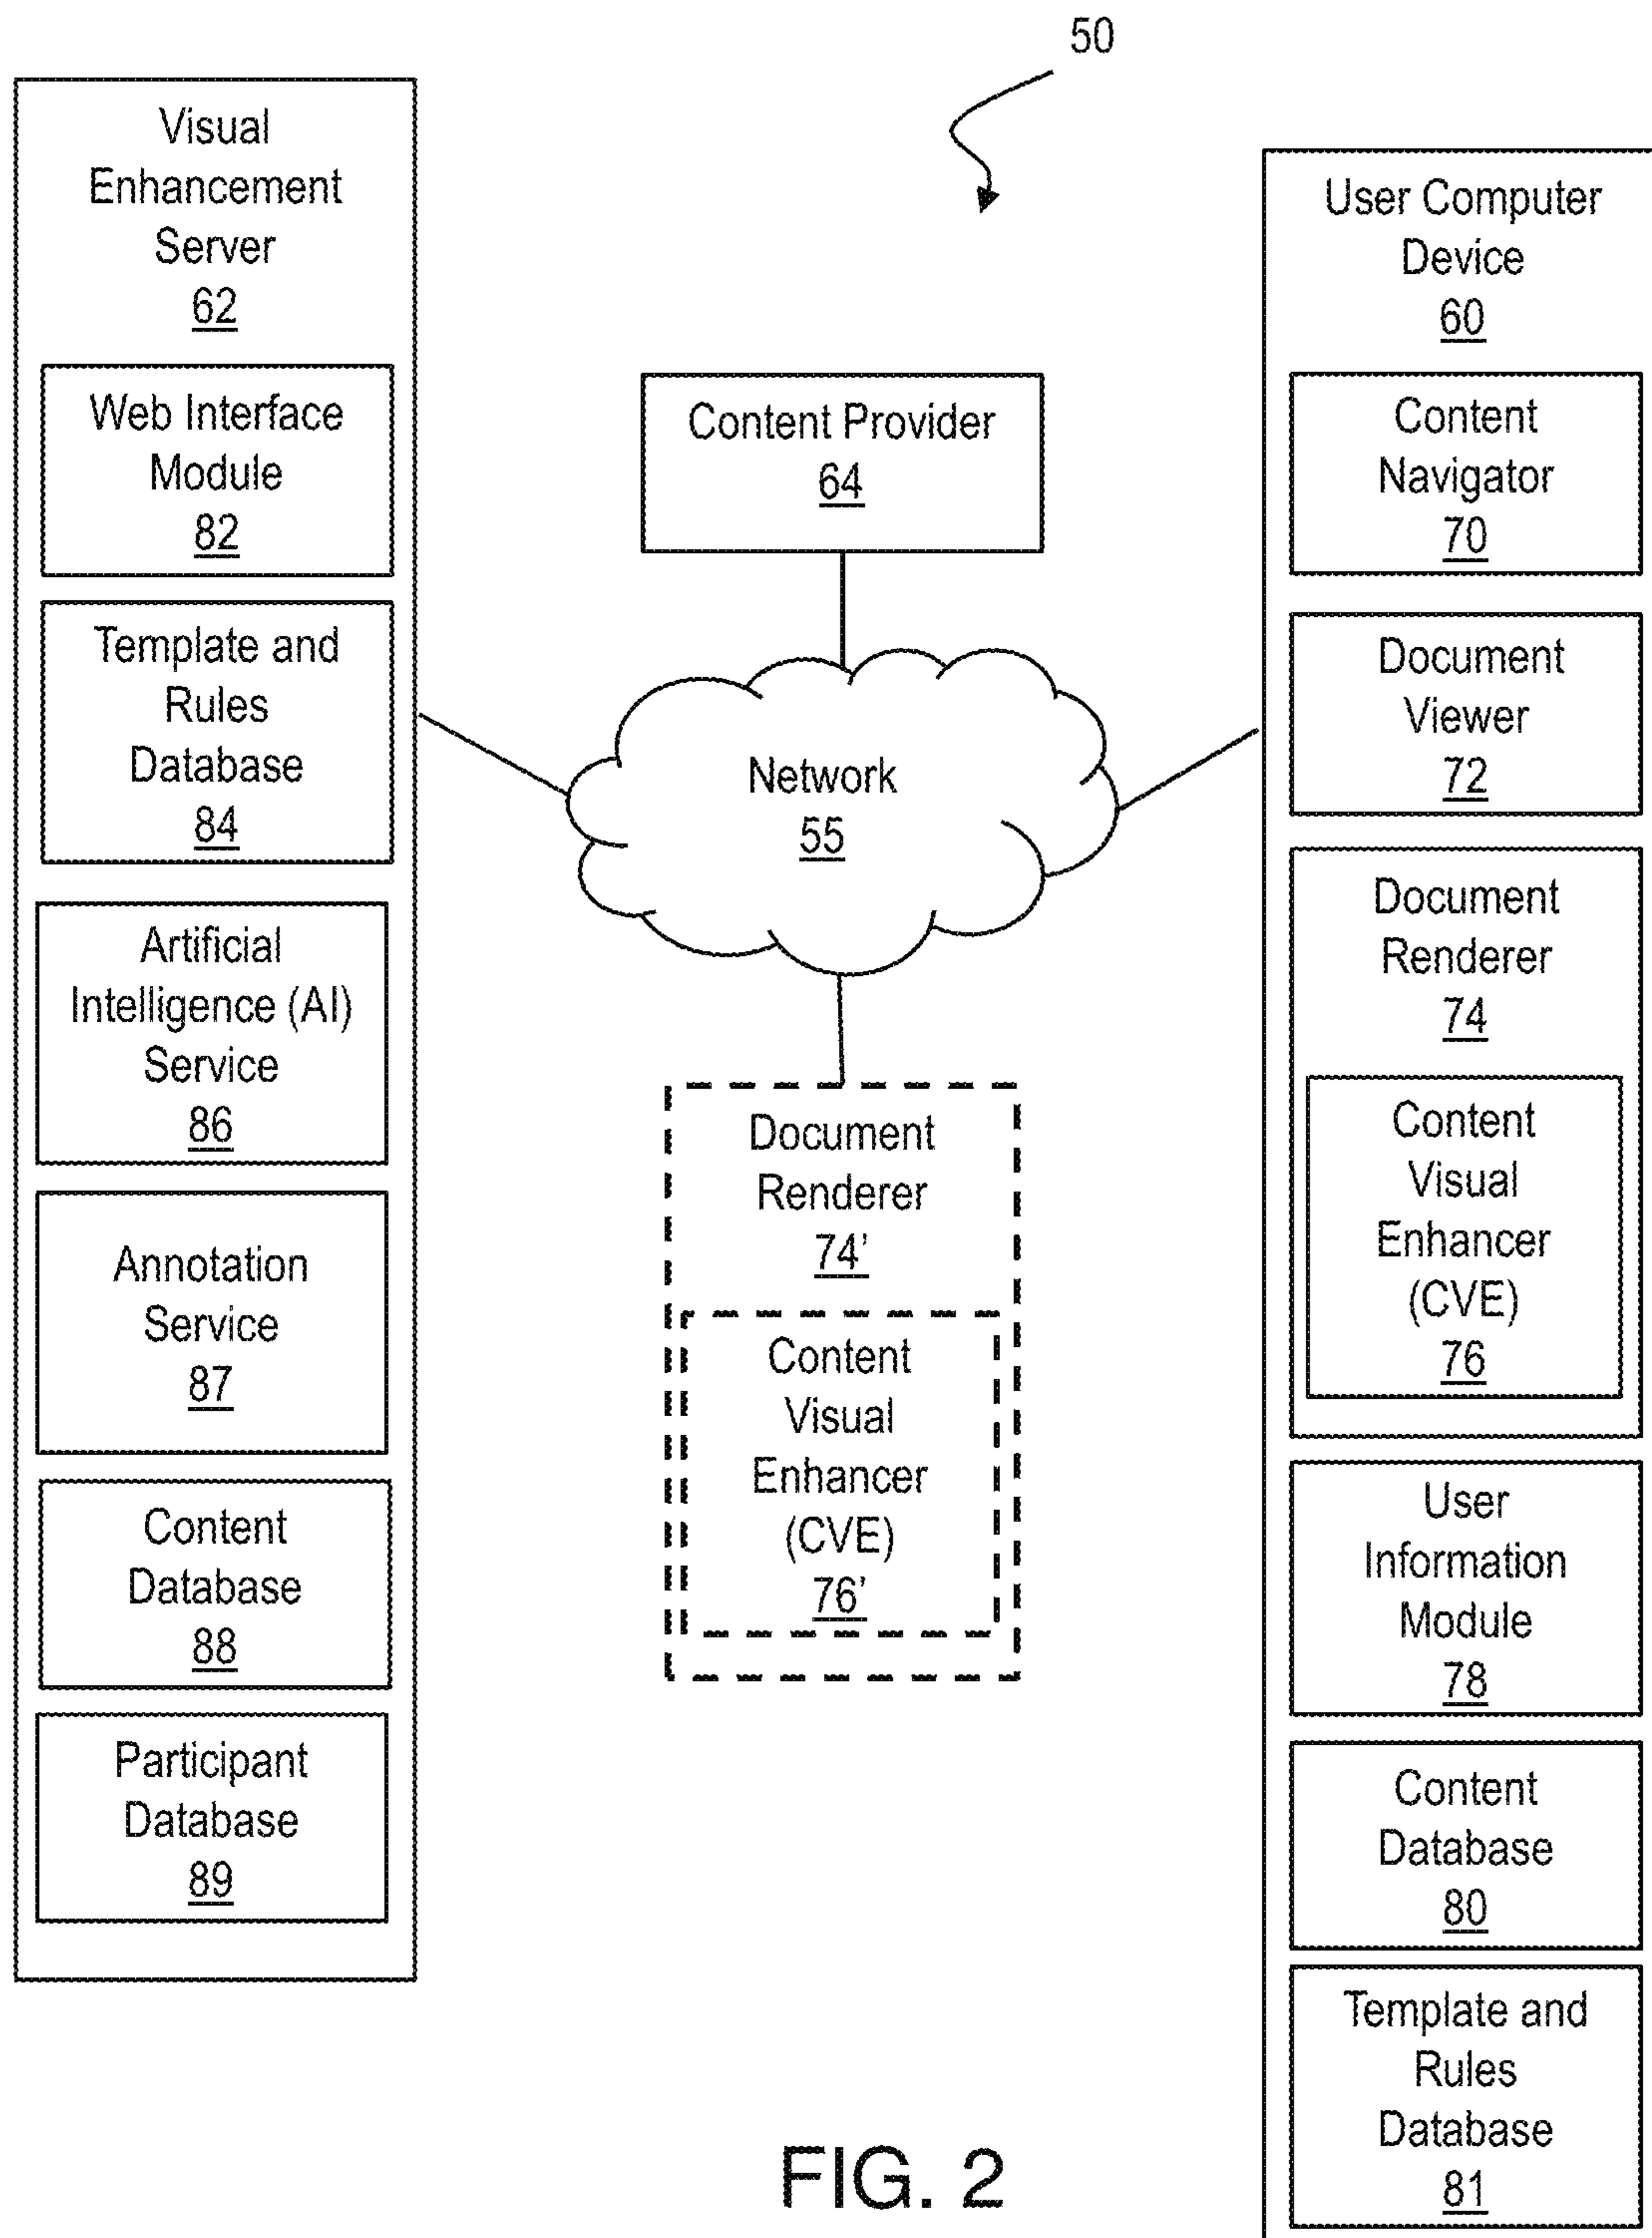 50
Visual
Enhancement
Server
62
Web Interface
Module
82
Template and
Rules
Database
84
Artificial
Intelligence (AI)
Service
86
Annotation
Service
87
Content
Database
88
Participant
Database
89
Content Provider
64
Network
55
Document
Renderer
74'
Content
Visual
Enhancer
(CVE)
76'
User Computer
Device
60
Content
Navigator
70
Document
Viewer
72
Document
Renderer
74
Content
Visual
Enhancer
(CVE)
76
User
Information
Module
78
Content
Database
80
Template and
Rules
Database
81
FIG. 2